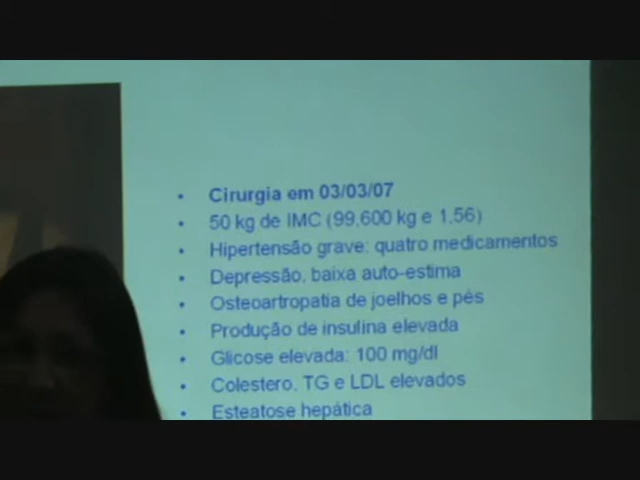 • Cirurgia em 03/03/07
• 50 kg de IMC (99,600 kg e 1,56)
• Hipertensão grave: quatro medicamentos
• Depressão, baixa auto-estima
• Osteoartropatia de joelhos e pés
• Produção de insulina elevada
• Glicose elevada: 100 mg/dl
• Colestero, TG e LDL elevados
• Esteatose hepática